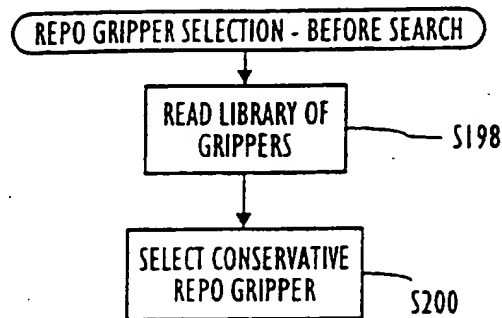 REPO GRIPPER SELECTION - BEFORE SEARCH
READ LIBRARY OF
GRIPPERS
S198
SELECT CONSERVATIVE
REPO GRIPPER
S200